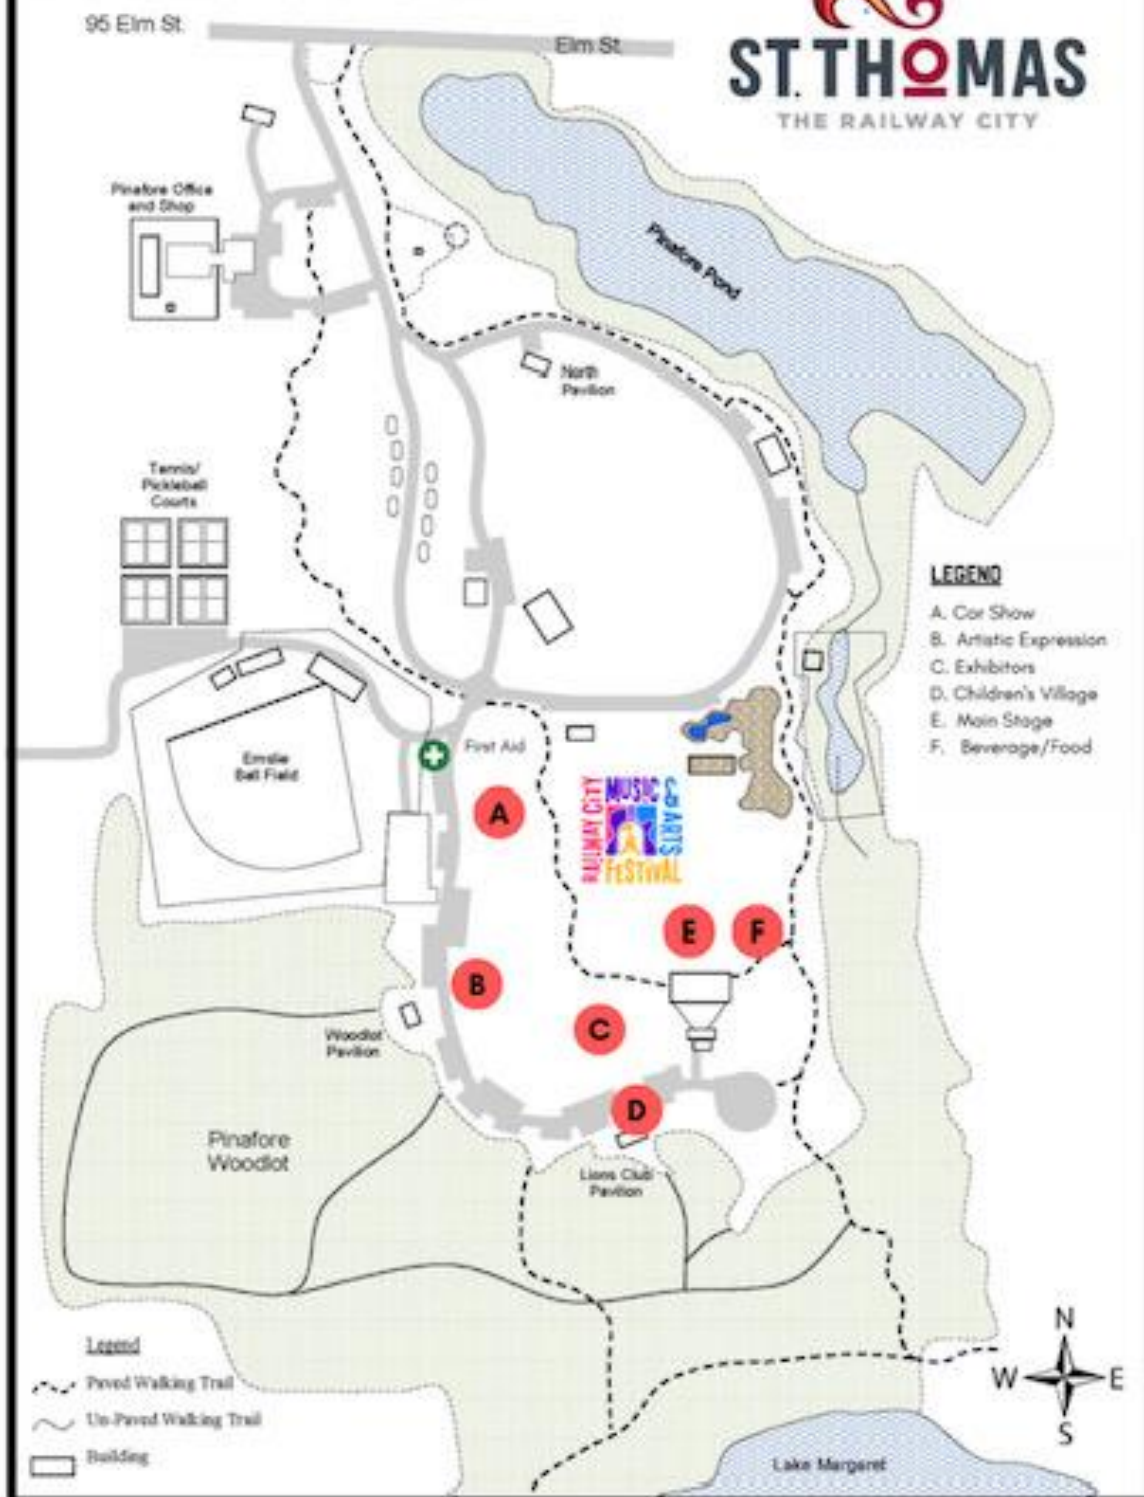 95 Elm St.
Elm St.
ST. THOMAS
THE RAILWAY CITY
Pinafore Office
and Shop
Pinafore Pond
North
Pavilion
Tennis/
Pickleball
Courts
LEGEND
A. Car Show
B. Artistic Expression
C. Exhibitors
D. Children's Village
E. Main Stage
F. Beverage/Food
First Aid
Emslie
Ball Field
A
RAILWAY CITY
MUSIC
& ARTS
FESTIVAL
E
F
B
C
Woodlot
Pavilion
D
Pinafore
Woodlot
Lions Club
Pavilion
N
W
E
S
Legend
Paved Walking Trail
Un-Paved Walking Trail
Building
Lake Margaret